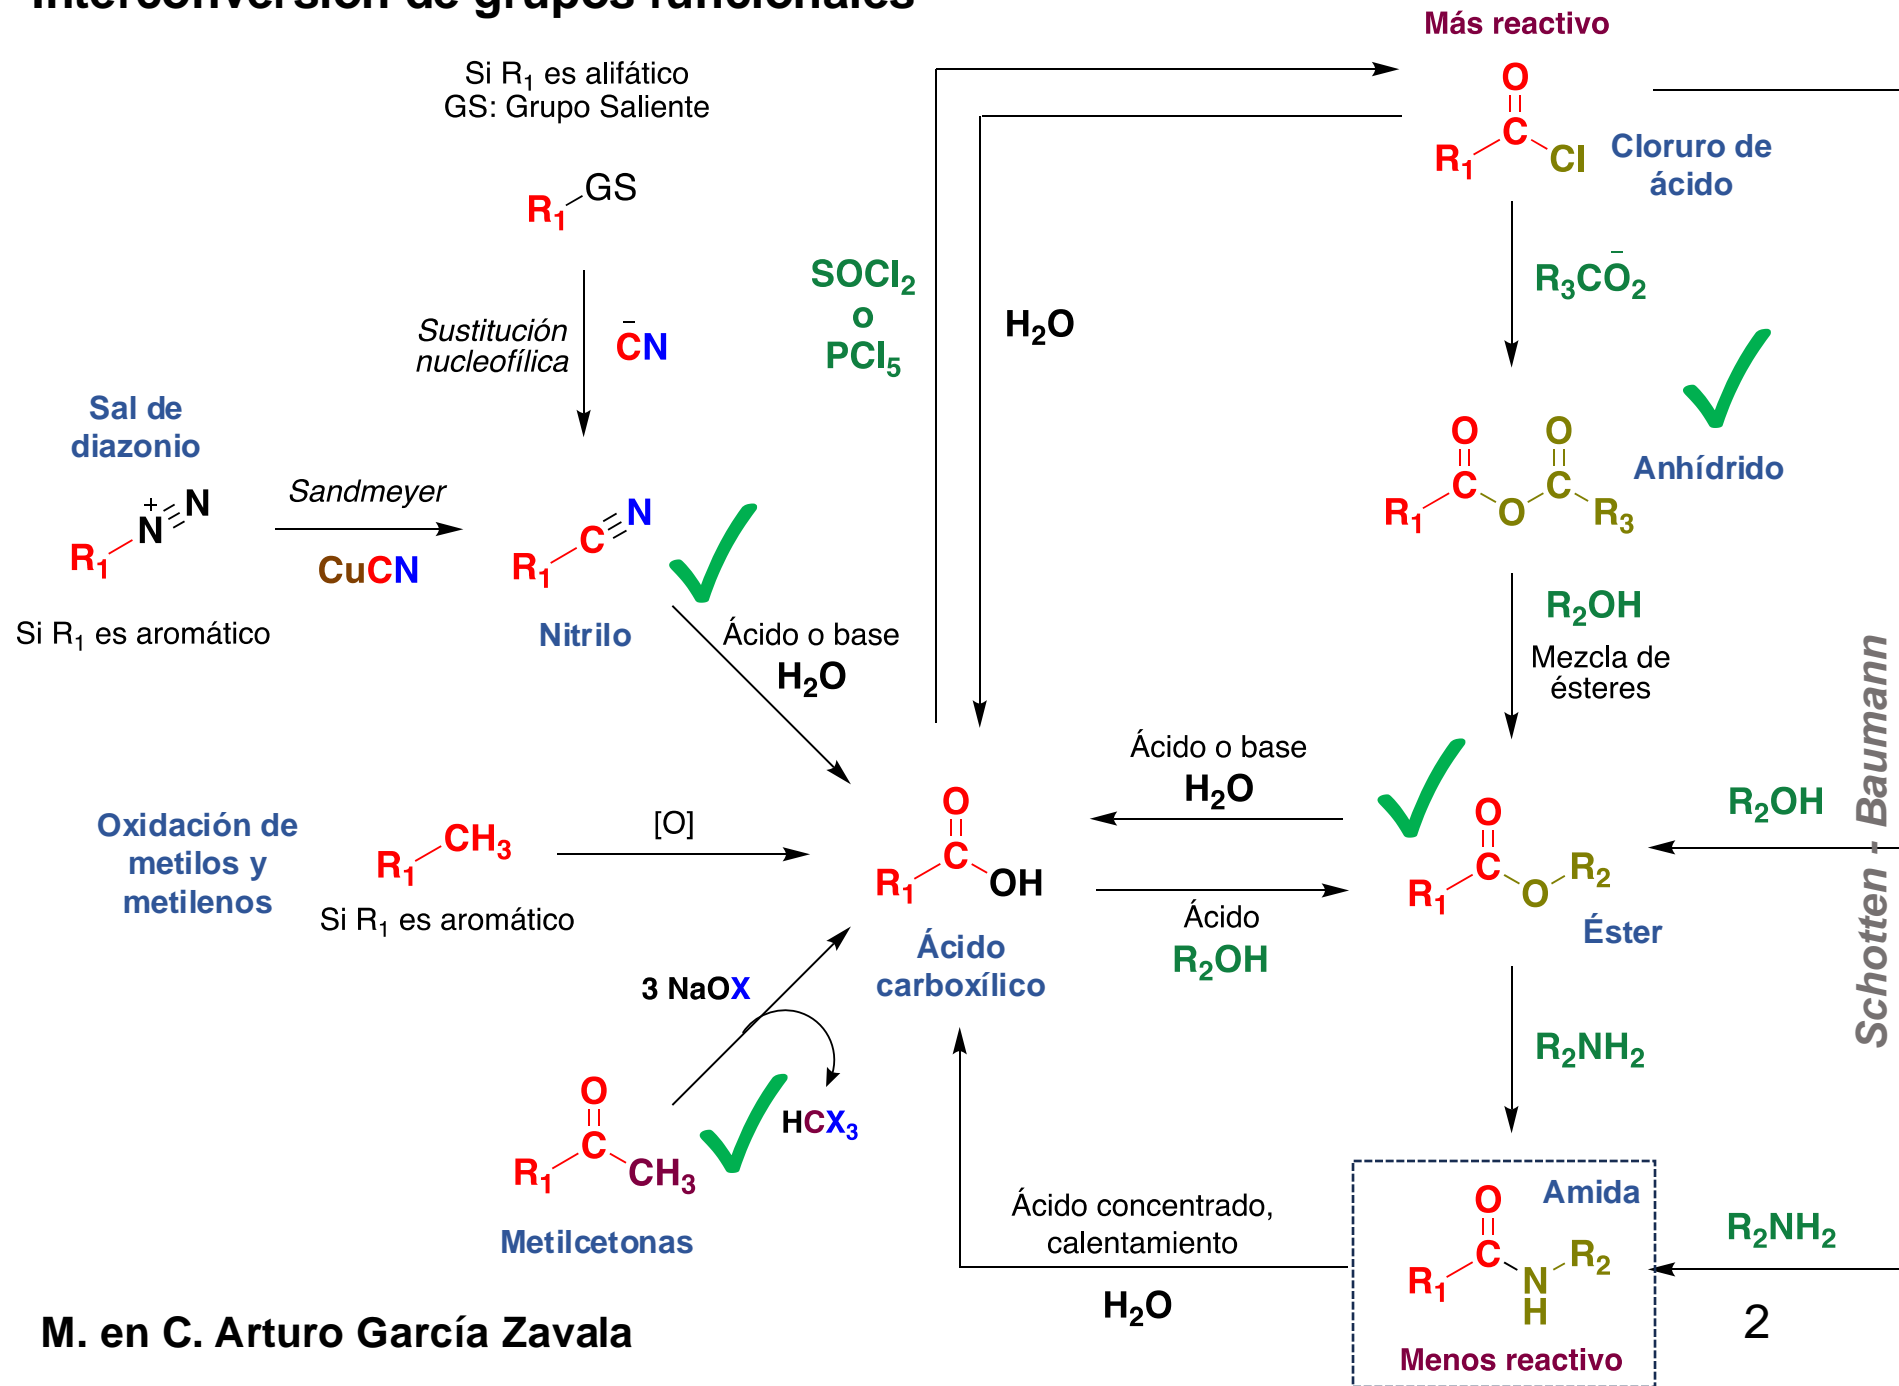 Interconversión de grupos funcionales
Más reactivo
Si R1 es alifático
GS: Grupo Saliente
R1
GS
O
C
R1
Cl
Cloruro de
ácido
SOCl2
o
PCl5
H2O
R3CO2
–
Sustitución
nucleofílica
–
CN
Sal de
diazonio
+
N
N
R1
Sandmeyer
CuCN
Si R1 es aromático
R1
C
N
Nitrilo
O
O
C
C
R1
O
R3
Anhídrido
R2OH
Mezcla de
ésteres
Ácido o base
H2O
Ácido o base
H2O
Schotten - Baumann
Oxidación de
metilos y
metilenos
R1
CH3
Si R1 es aromático
[O]
O
C
R1
OH
Ácido
carboxílico
Ácido
R2OH
O
C
R1
O
R2
Éster
R2OH
3 NaOX
HCX3
R2NH2
O
C
R1
CH3
Metilcetonas
Ácido concentrado,
calentamiento
H2O
Amida
O
C
R1
N
H
R2
Menos reactivo
R2NH2
M. en C. Arturo García Zavala
2